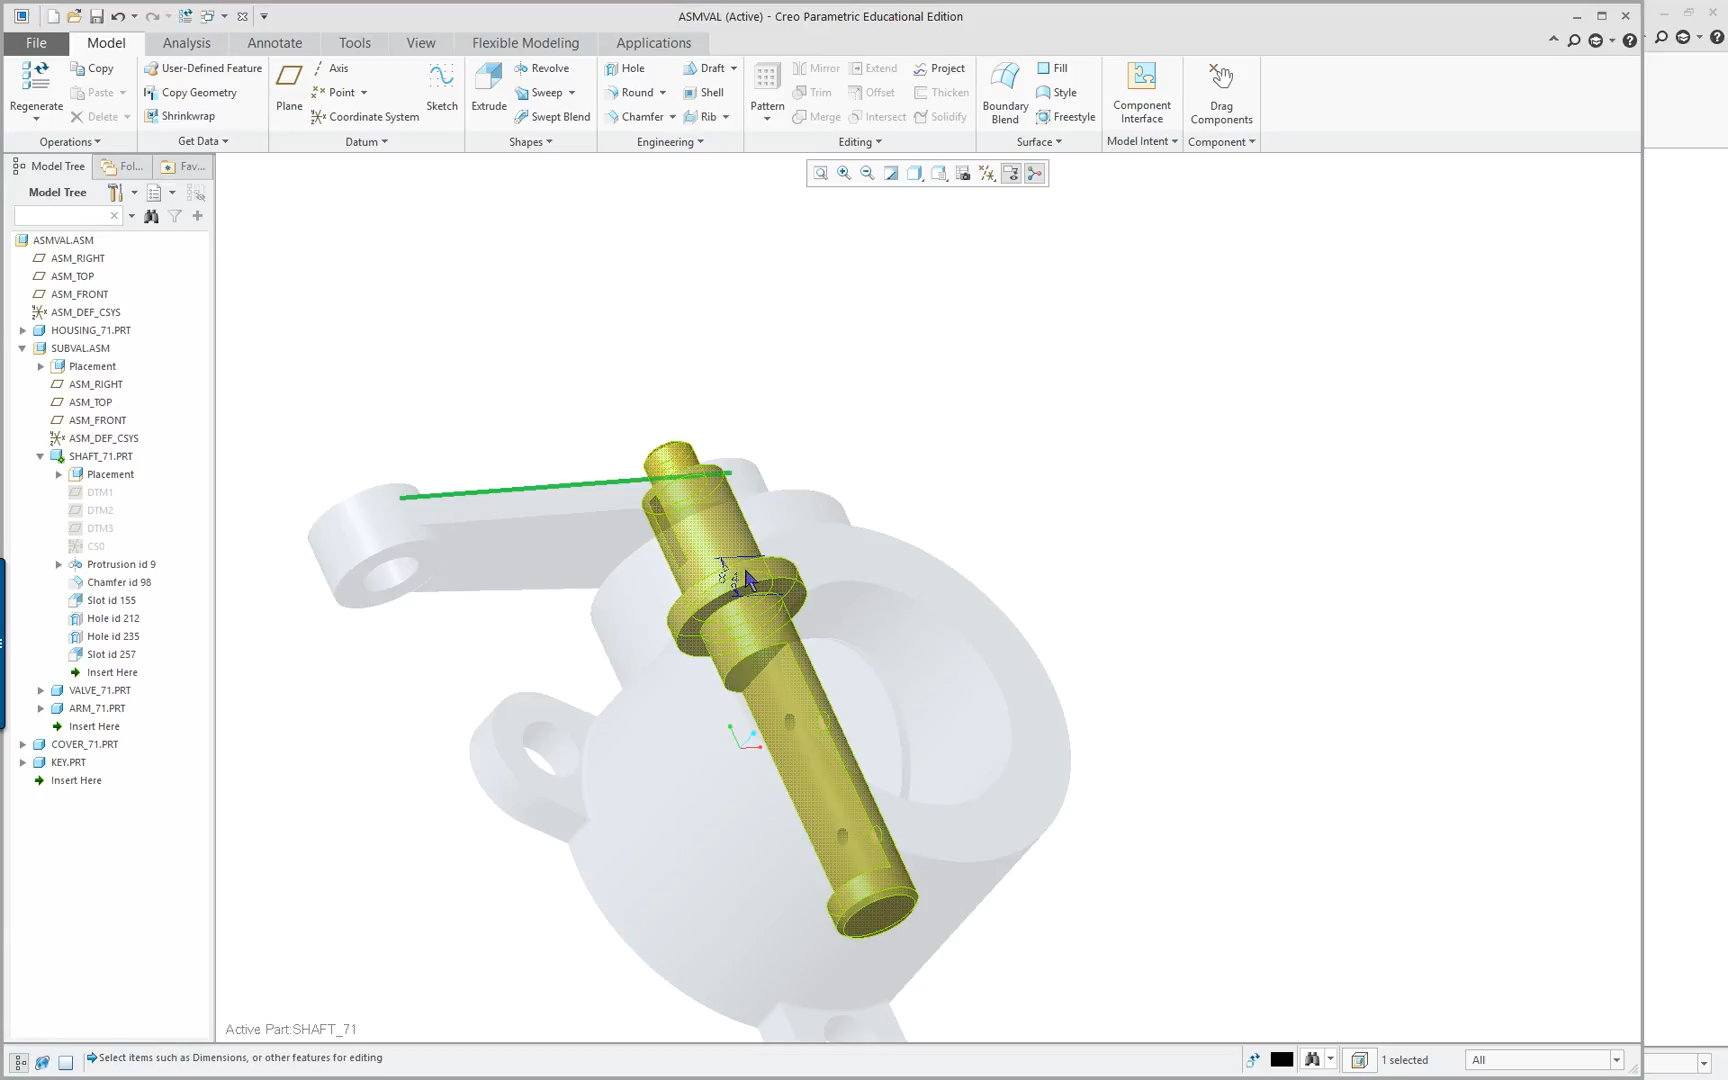 ASMVAL (Active) - Creo Parametric Educational Edition
File Model Analysis Annotate Tools View Flexible Modeling Applications
Regenerate
Copy
Paste
Delete
Operations
User-Defined Feature
Copy Geometry
Shrinkwrap
Get Data
Plane
Axis
Point
Coordinate System
Sketch
Datum
Extrude
Revolve
Sweep
Swept Blend
Shapes
Hole
Round
Chamfer
Draft
Shell
Rib
Engineering
Pattern
Mirror
Trim
Merge
Extend
Offset
Intersect
Project
Thicken
Solidify
Editing
Boundary
Blend
Fill
Style
Freestyle
Surface
Component
Interface
Model Intent
Drag
Components
Component
Model Tree Fol... Fav...
Model Tree
ASMVAL.ASM
ASM_RIGHT
ASM_TOP
ASM_FRONT
ASM_DEF_CSYS
HOUSING_71.PRT
SUBVAL.ASM
Placement
ASM_RIGHT
ASM_TOP
ASM_FRONT
ASM_DEF_CSYS
SHAFT_71.PRT
Placement
DTM1
DTM2
DTM3
CS0
Protrusion id 9
Chamfer id 98
Slot id 155
Hole id 212
Hole id 235
Slot id 257
Insert Here
VALVE_71.PRT
ARM_71.PRT
Insert Here
COVER_71.PRT
KEY.PRT
Insert Here
Active Part:SHAFT_71
Select items such as Dimensions, or other features for editing
1 selected
All